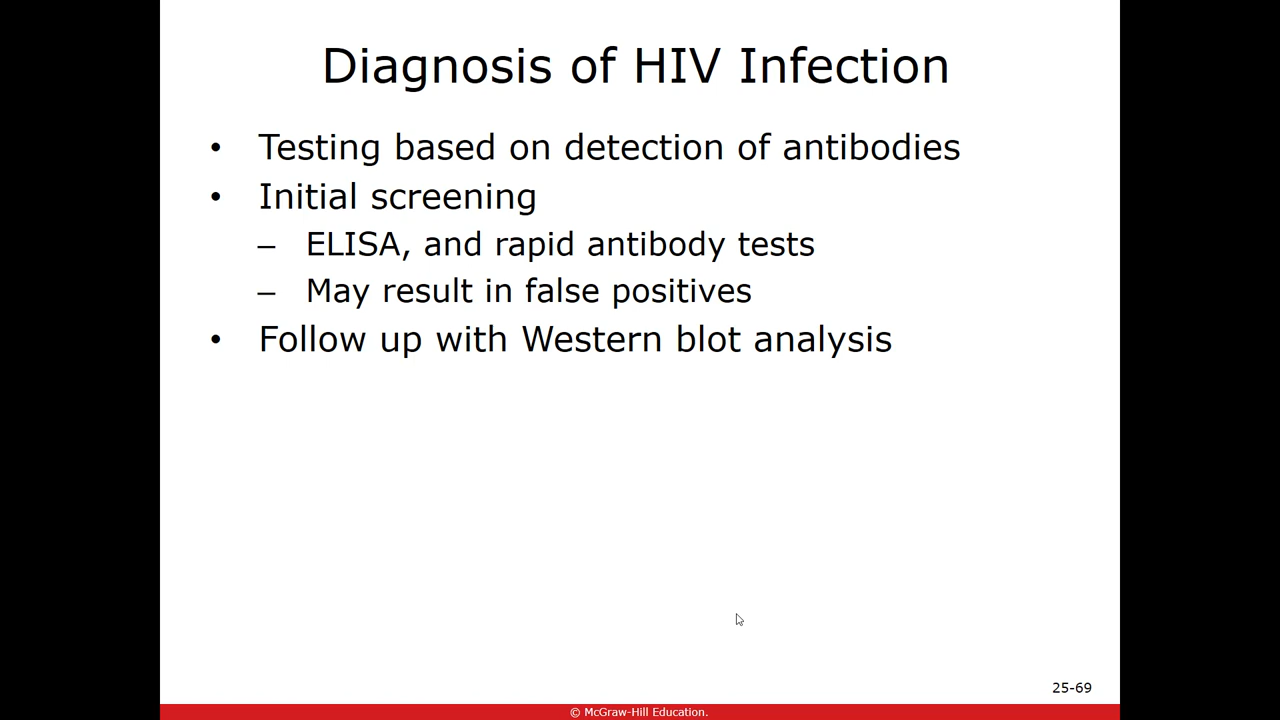 Diagnosis of HIV Infection
• Testing based on detection of antibodies
• Initial screening
– ELISA, and rapid antibody tests
– May result in false positives
• Follow up with Western blot analysis
25-69
© McGraw-Hill Education.